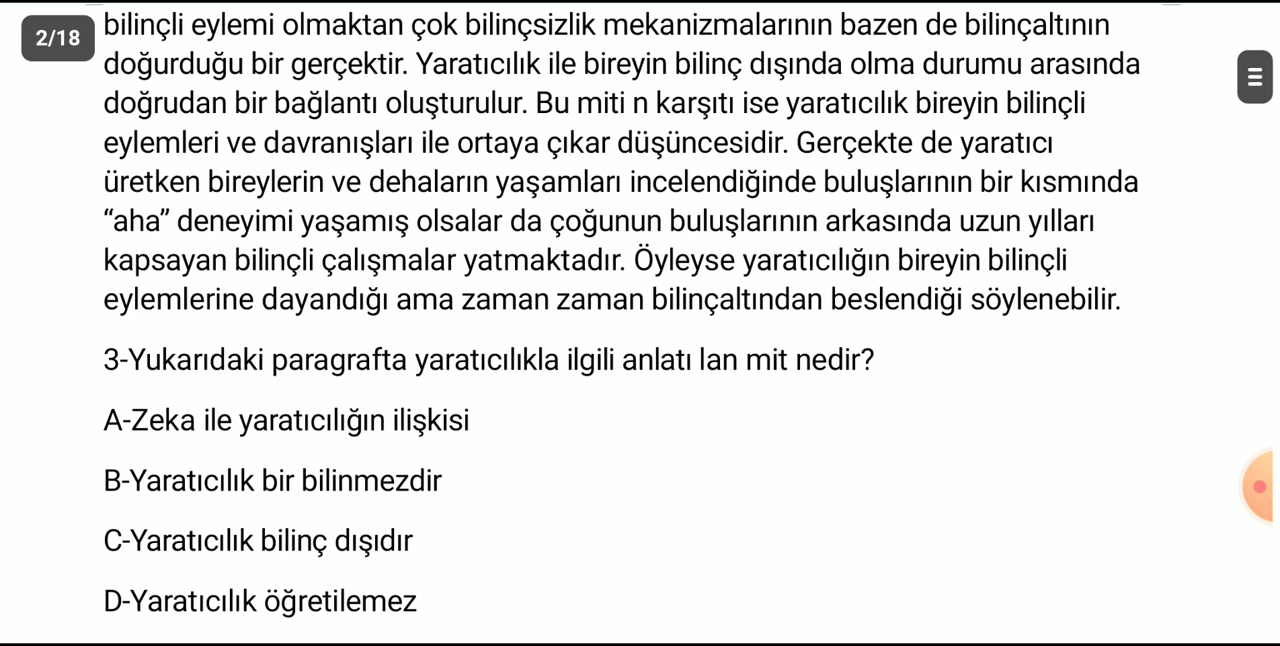 2/18
bilinçli eylemi olmaktan çok bilinçsizlik mekanizmalarının bazen de bilinçaltının
doğurduğu bir gerçektir. Yaratıcılık ile bireyin bilinç dışında olma durumu arasında
doğrudan bir bağlantı oluşturulur. Bu miti n karşıtı ise yaratıcılık bireyin bilinçli
eylemleri ve davranışları ile ortaya çıkar düşüncesidir. Gerçekte de yaratıcı
üretken bireylerin ve dehaların yaşamları incelendiğinde buluşlarının bir kısmında
“aha” deneyimi yaşamış olsalar da çoğunun buluşlarının arkasında uzun yılları
kapsayan bilinçli çalışmalar yatmaktadır. Öyleyse yaratıcılığın bireyin bilinçli
eylemlerine dayandığı ama zaman zaman bilinçaltından beslendiği söylenebilir.
3-Yukarıdaki paragrafta yaratıcılıkla ilgili anlatı lan mit nedir?
A-Zeka ile yaratıcılığın ilişkisi
B-Yaratıcılık bir bilinmezdir
C-Yaratıcılık bilinç dışıdır
D-Yaratıcılık öğretilemez